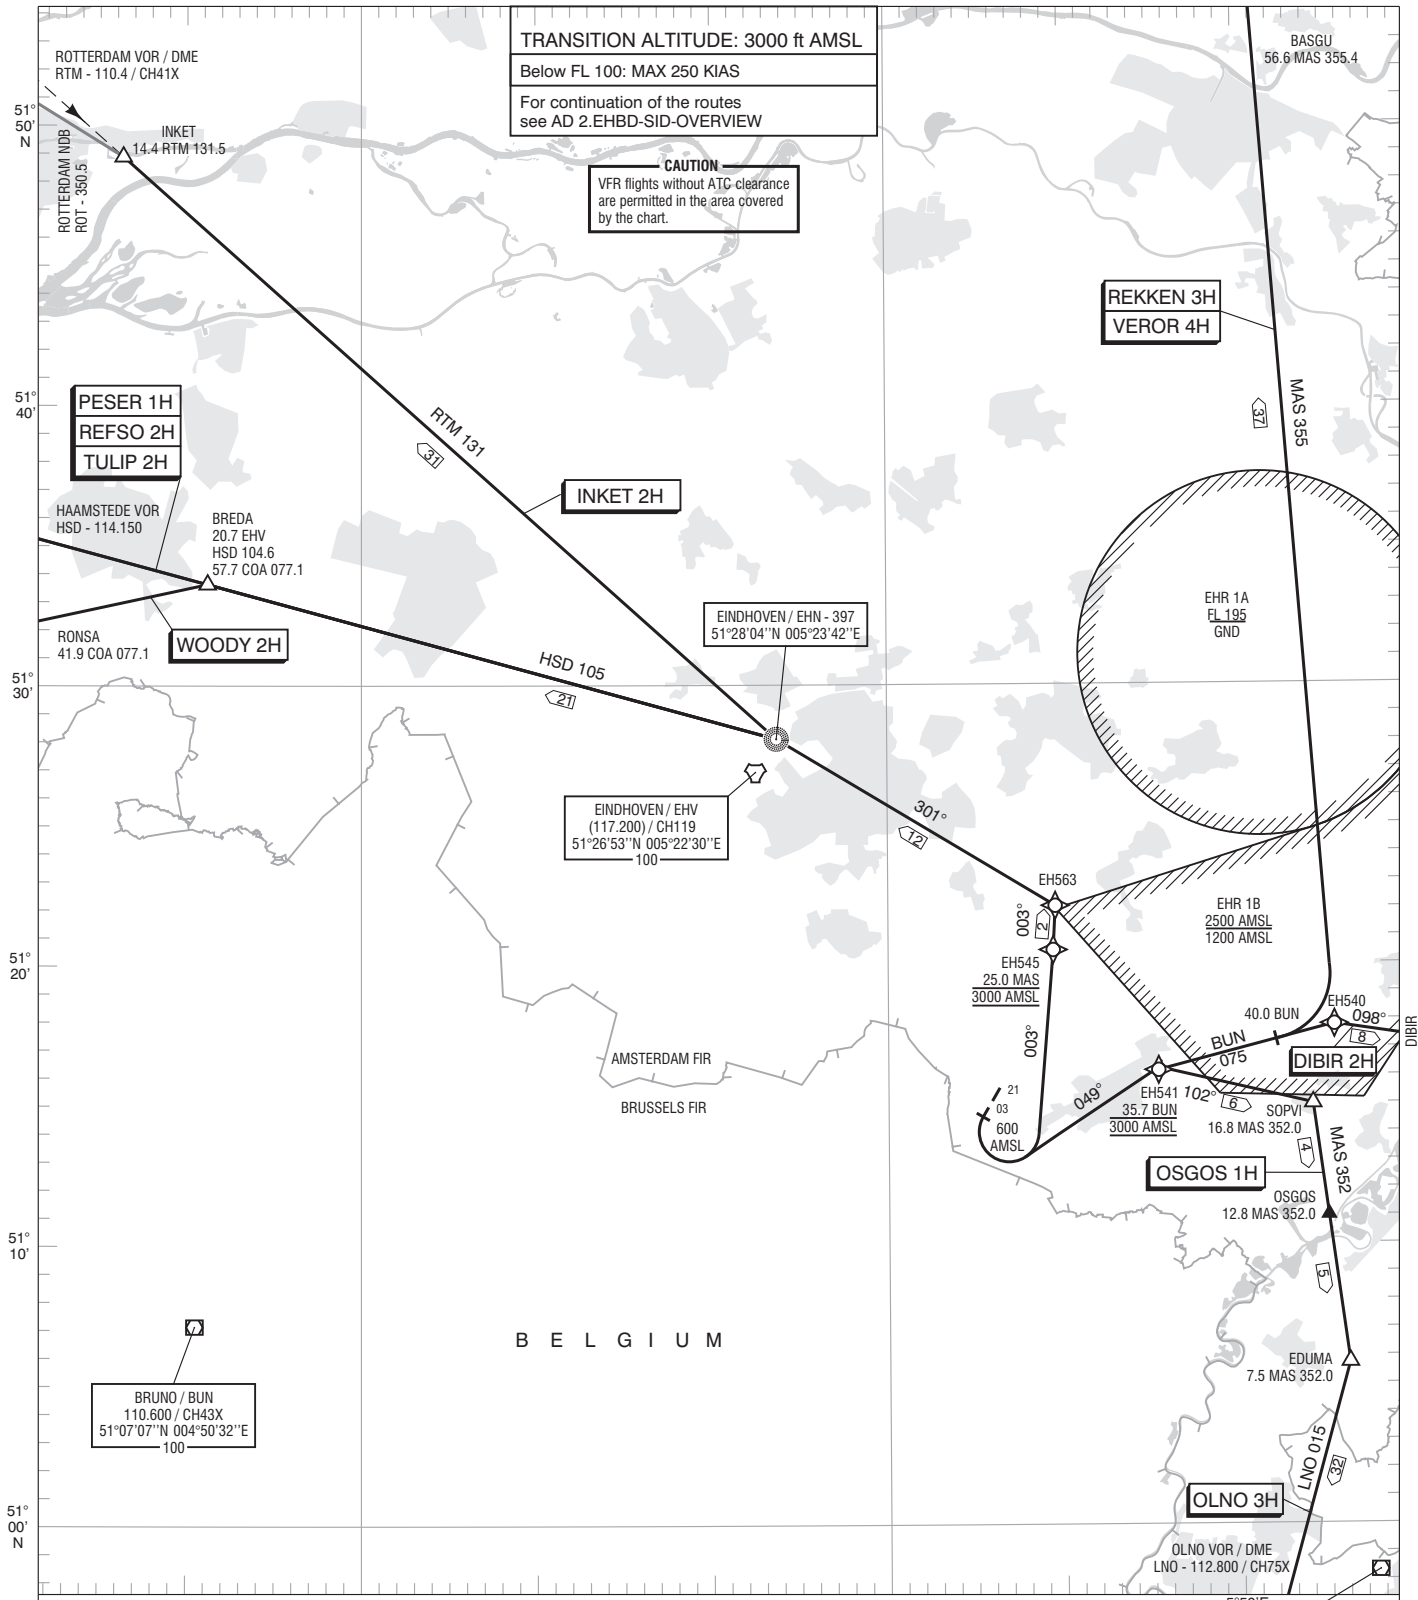 TRANSITION ALTITUDE: 3000 ft AMSL
Below FL 100: MAX 250 KIAS
For continuation of the routes
see AD 2.EHBD-SID-OVERVIEW
CAUTION
VFR flights without ATC clearance
are permitted in the area covered
by the chart.
ROTTERDAM VOR / DME
RTM - 110.4 / CH41X
BASGU
56.6 MAS 355.4
51°
50'
N
INKET
14.4 RTM 131.5
ROTTERDAM NDB
ROT - 350.5
REKKEN 3H
VEROR 4H
51°
40'
PESER 1H
REFSO 2H
TULIP 2H
RTM 131
31
MAS 355
37
INKET 2H
HAAMSTEDE VOR
HSD - 114.150
BREDA
20.7 EHV
HSD 104.6
57.7 COA 077.1
EHR 1A
FL 195
GND
EINDHOVEN / EHN - 397
51°28'04''N 005°23'42''E
RONSA
41.9 COA 077.1
WOODY 2H
HSD 105
21
51°
30'
EINDHOVEN / EHV
(117.200) / CH119
51°26'53''N 005°22'30''E
100
301°
12
EH563
003°
2
EHR 1B
2500 AMSL
1200 AMSL
51°
20'
EH545
25.0 MAS
3000 AMSL
003°
40.0 BUN
EH540
098°
8
DIBIR
BUN
075
DIBIR 2H
AMSTERDAM FIR
BRUSSELS FIR
21
03
600
AMSL
049°
EH541
35.7 BUN
3000 AMSL
102°
6
SOPVI
16.8 MAS 352.0
4
MAS 352
OSGOS 1H
OSGOS
12.8 MAS 352.0
51°
10'
5
BELGIUM
EDUMA
7.5 MAS 352.0
BRUNO / BUN
110.600 / CH43X
51°07'07''N 004°50'32''E
100
LNO 015
32
OLNO 3H
51°
00'
N
OLNO VOR / DME
LNO - 112.800 / CH75X